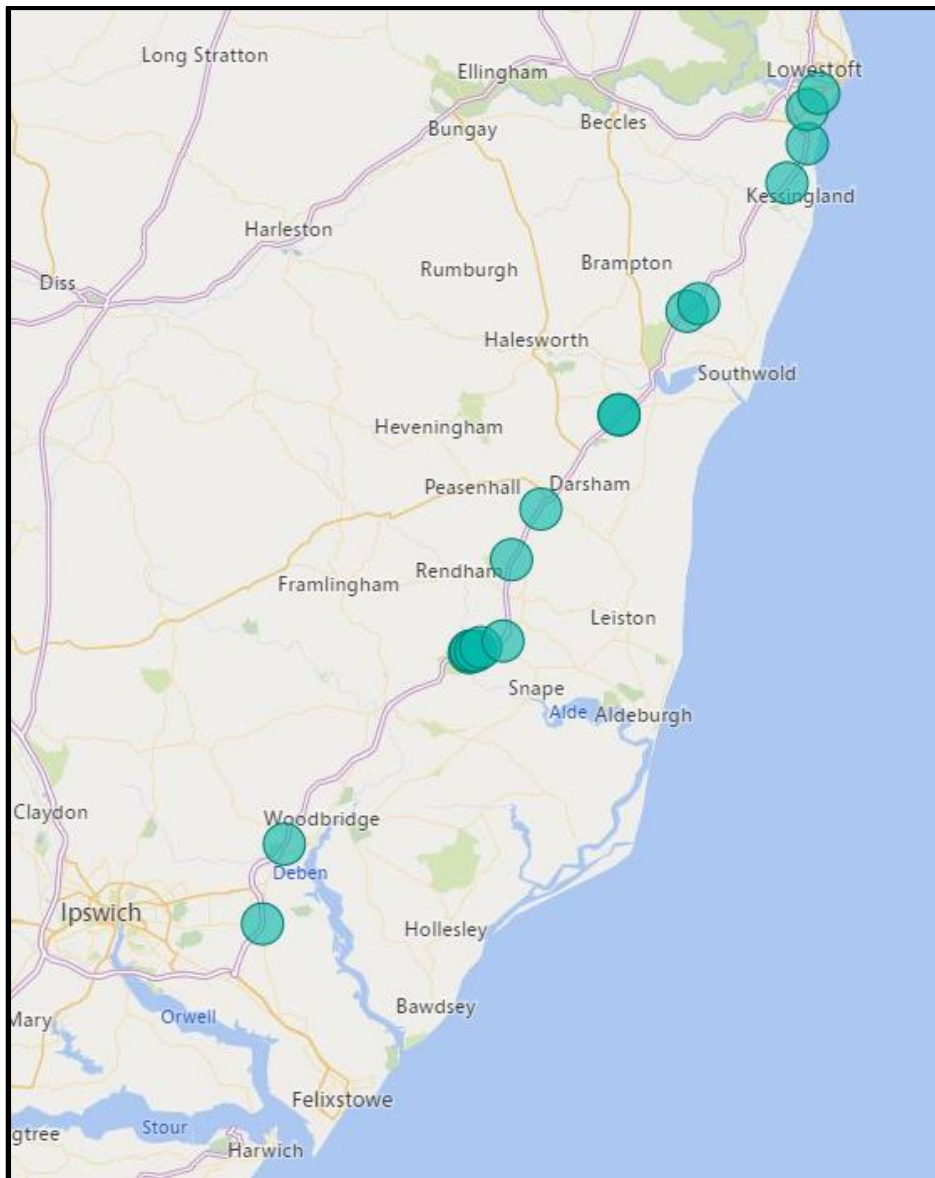 Long Stratton
Lowestoft
Ellingham
Beccles
Bungay
Kessingland
Harleston
Brampton
Rumburgh
Diss
Halesworth
Southwold
Heveningham
Darsham
Peasenhall
Rendham
Framlingham
Leiston
Snape
Alde
Aldeburgh
Claydon
Woodbridge
Deben
Ipswich
Hollesley
Bawdsey
Orwell
Mary
Felixstowe
Stour
gtree
Harwich